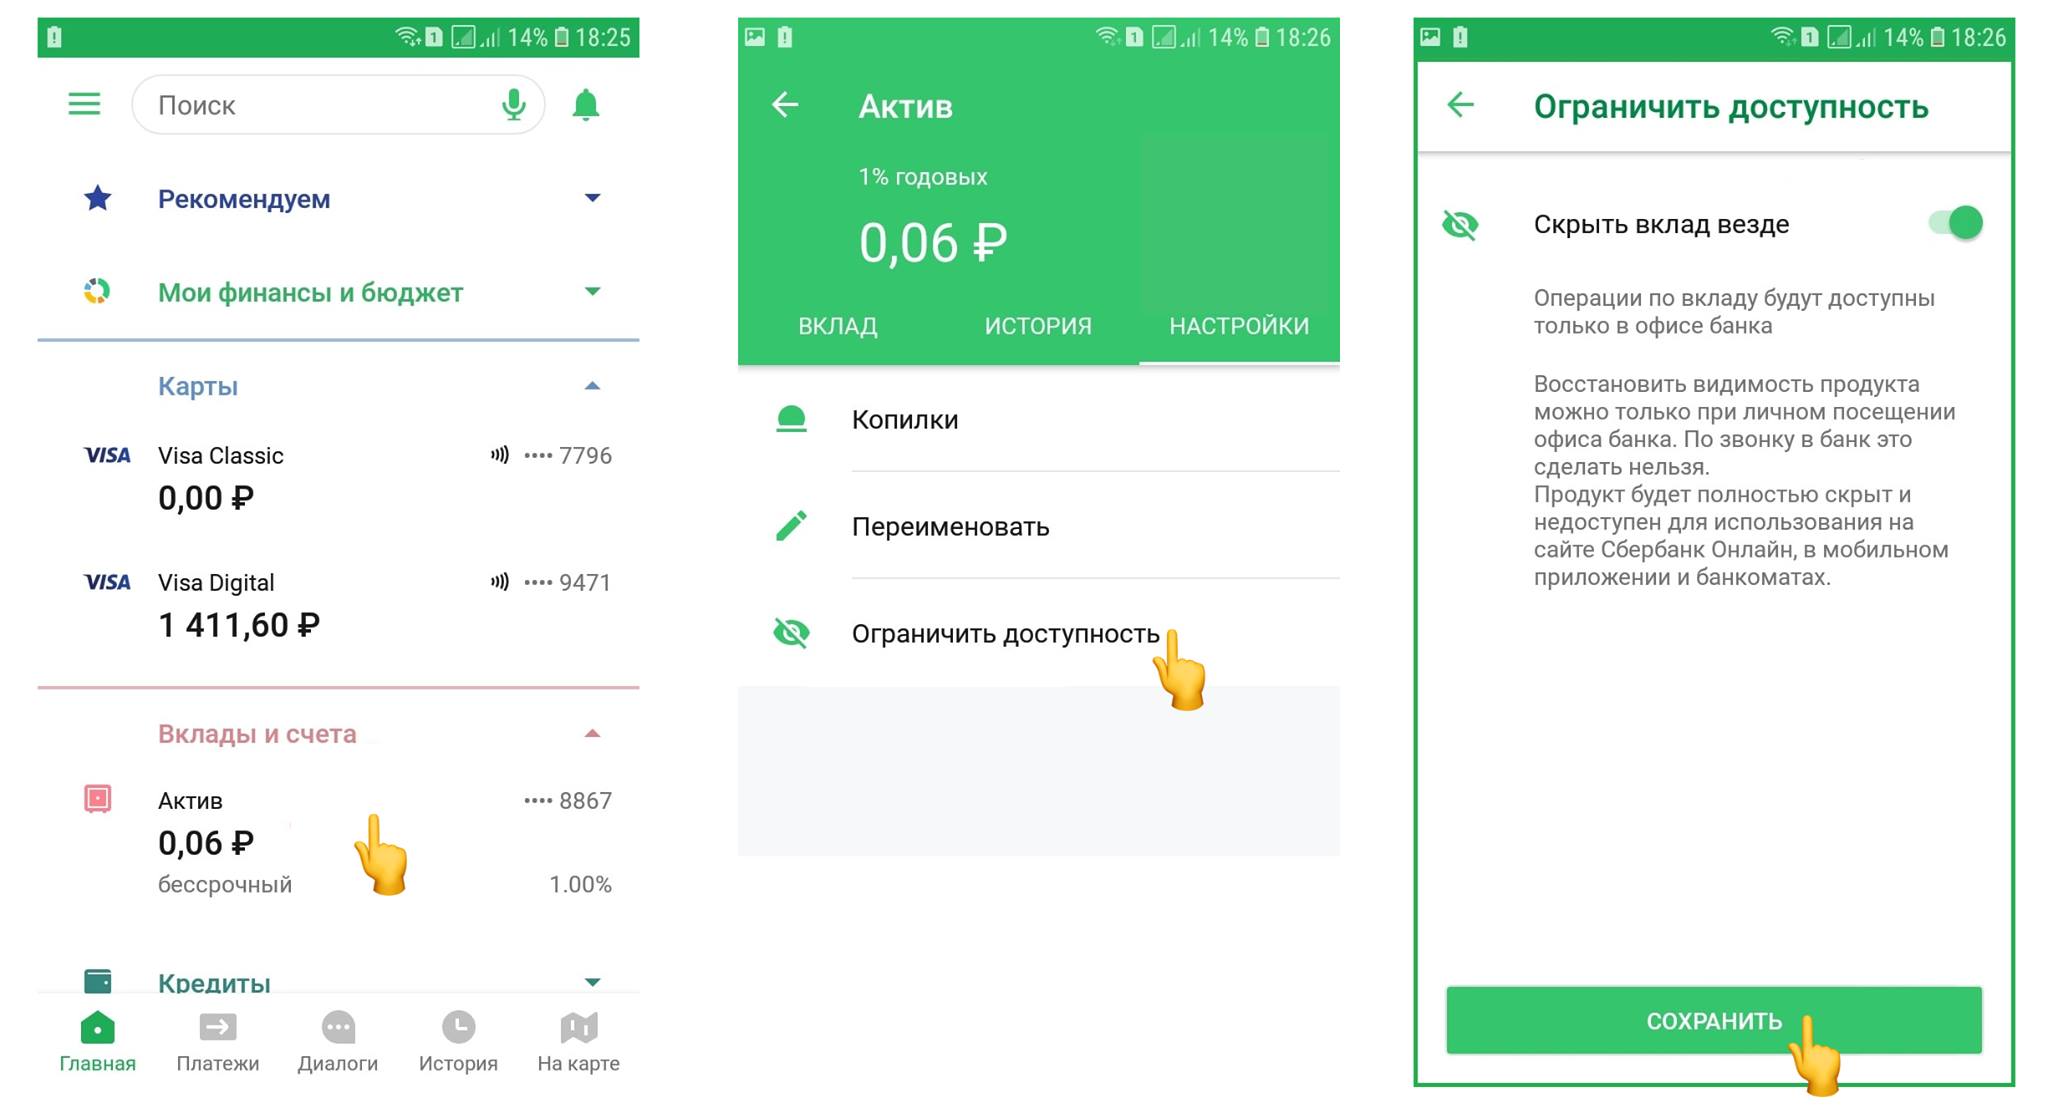 1 14% 18:25
Поиск
Рекомендуем
Мои финансы и бюджет
Карты
VISA Visa Classic •••• 7796
0,00 ₽
VISA Visa Digital •••• 9471
1 411,60 ₽
Вклады и счета
Актив •••• 8867
0,06 ₽
бессрочный 1.00%
Кредиты
Главная Платежи Диалоги История На карте
1 14% 18:26
Актив
1% годовых
0,06 ₽
ВКЛАД ИСТОРИЯ НАСТРОЙКИ
Копилки
Переименовать
Ограничить доступность
1 14% 18:26
Ограничить доступность
Скрыть вклад везде
Операции по вкладу будут доступны
только в офисе банка
Восстановить видимость продукта
можно только при личном посещении
офиса банка. По звонку в банк это
сделать нельзя.
Продукт будет полностью скрыт и
недоступен для использования на
сайте Сбербанк Онлайн, в мобильном
приложении и банкоматах.
СОХРАНИТЬ